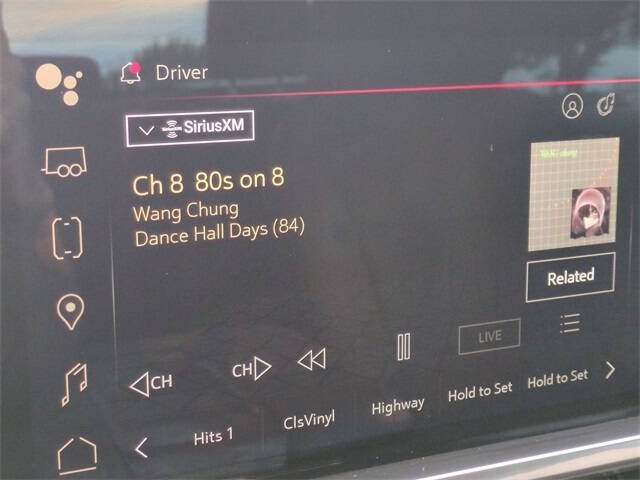 Driver
SiriusXM
Ch 8 80s on 8
Wang Chung
Dance Hall Days (84)
Related
LIVE
CH
CH
Hits 1
ClsVinyl
Highway
Hold to Set
Hold to Set